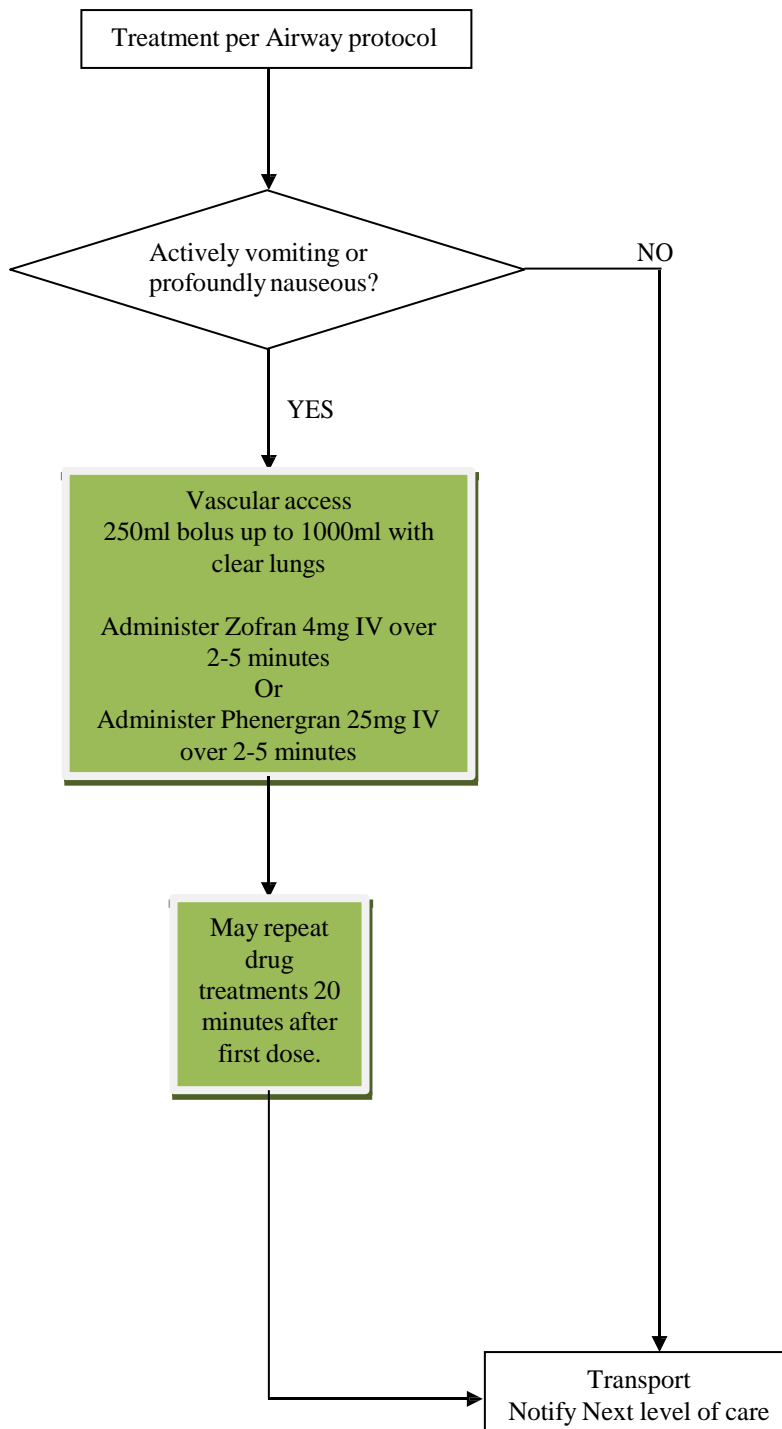 Treatment per Airway protocol
Actively vomiting or
profoundly nauseous?
NO
YES
Vascular access
250ml bolus up to 1000ml with
clear lungs
Administer Zofran 4mg IV over
2-5 minutes
Or
Administer Phenergran 25mg IV
over 2-5 minutes
May repeat
drug
treatments 20
minutes after
first dose.
Transport
Notify Next level of care